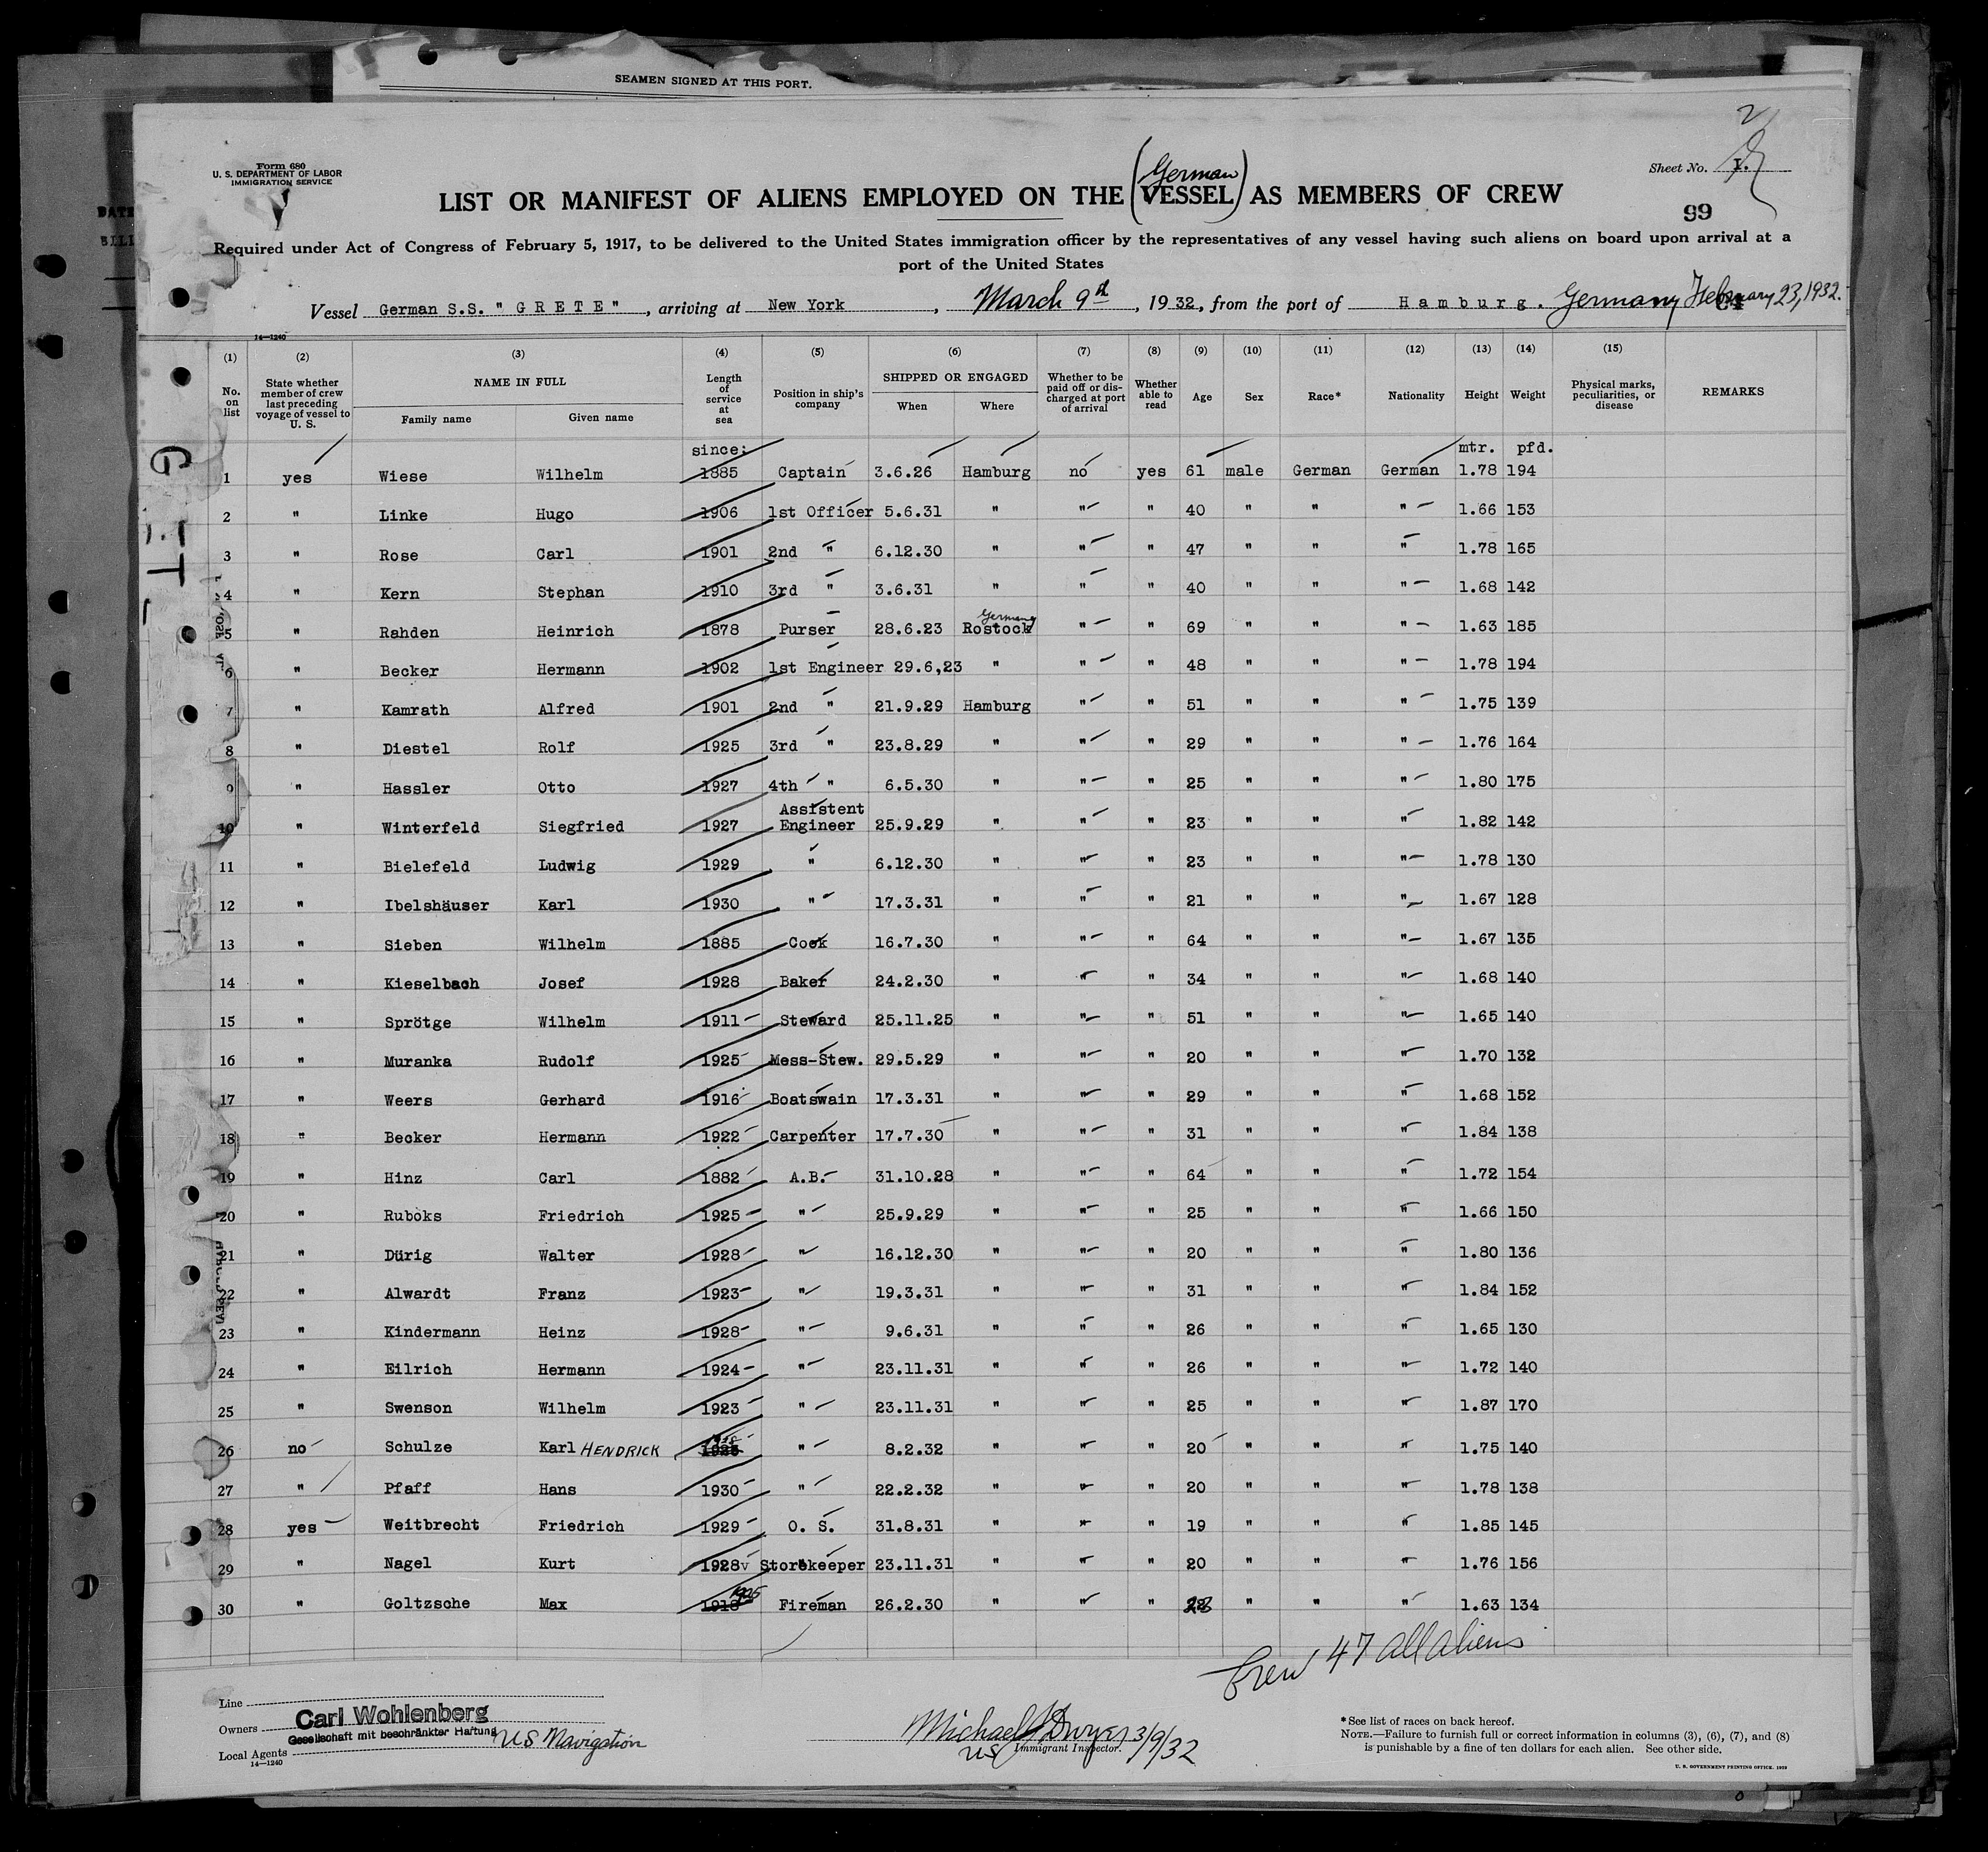 SEAMEN SIGNED AT THIS PORT.
Form 680
U. S. DEPARTMENT OF LABOR
IMMIGRATION SERVICE
Sheet No. I.
2
LIST OR MANIFEST OF ALIENS EMPLOYED ON THE (German VESSEL) AS MEMBERS OF CREW
99
Required under Act of Congress of February 5, 1917, to be delivered to the United States immigration officer by the representatives of any vessel having such aliens on board upon arrival at a
port of the United States
Vessel German S.S. " G R E T E " , arriving at New York , March 9th , 19 32, from the port of Hamburg. Germany February 23, 1932.
14—1240
(1) (2) (3) (4) (5) (6) (7) (8) (9) (10) (11) (12) (13) (14) (15)
No. on list
State whether member of crew last preceding voyage of vessel to U. S.
NAME IN FULL
Family name Given name
Length of service at sea
Position in ship's company
SHIPPED OR ENGAGED
When Where
Whether to be paid off or discharged at port of arrival
Whether able to read
Age Sex Race* Nationality Height Weight
Physical marks, peculiarities, or disease
REMARKS
since: mtr. pfd.
1 yes Wiese Wilhelm 1885 Captain 3.6.26 Hamburg no yes 61 male German German 1.78 194
2 " Linke Hugo 1906 1st Officer 5.6.31 " " " 40 " " " 1.66 153
3 " Rose Carl 1901 2nd " 6.12.30 " " " 47 " " " 1.78 165
4 " Kern Stephan 1910 3rd " 3.6.31 " " " 40 " " " 1.68 142
Germany
5 " Rahden Heinrich 1878 Purser 28.6.23 Rostock " " 69 " " " 1.63 185
6 " Becker Hermann 1902 1st Engineer 29.6,23 " " " 48 " " " 1.78 194
7 " Kamrath Alfred 1901 2nd " 21.9.29 Hamburg " " 51 " " " 1.75 139
8 " Diestel Rolf 1925 3rd " 23.8.29 " " " 29 " " " 1.76 164
9 " Hassler Otto 1927 4th " 6.5.30 " " " 25 " " " 1.80 175
Assistent
10 " Winterfeld Siegfried 1927 Engineer 25.9.29 " " " 23 " " " 1.82 142
11 " Bielefeld Ludwig 1929 " 6.12.30 " " " 23 " " " 1.78 130
12 " Ibelshäuser Karl 1930 " 17.3.31 " " " 21 " " " 1.67 128
13 " Sieben Wilhelm 1885 Cook 16.7.30 " " " 64 " " " 1.67 135
14 " Kieselbach Josef 1928 Baker 24.2.30 " " " 34 " " " 1.68 140
15 " Sprötge Wilhelm 1911 Steward 25.11.25 " " " 51 " " " 1.65 140
16 " Muranka Rudolf 1925 Mess-Stew. 29.5.29 " " " 20 " " " 1.70 132
17 " Weers Gerhard 1916 Boatswain 17.3.31 " " " 29 " " " 1.68 152
18 " Becker Hermann 1922 Carpenter 17.7.30 " " " 31 " " " 1.84 138
19 " Hinz Carl 1882 A.B. 31.10.28 " " " 64 " " " 1.72 154
20 " Ruboks Friedrich 1925 " 25.9.29 " " " 25 " " " 1.66 150
21 " Dürig Walter 1928 " 16.12.30 " " " 20 " " " 1.80 136
22 " Alwardt Franz 1923 " 19.3.31 " " " 31 " " " 1.84 152
23 " Kindermann Heinz 1928 " 9.6.31 " " " 26 " " " 1.65 130
24 " Eilrich Hermann 1924 " 23.11.31 " " " 26 " " " 1.72 140
25 " Swenson Wilhelm 1923 " 23.11.31 " " " 25 " " " 1.87 170
26 no Schulze Karl HENDRICK " 8.2.32 " " " 20 " " " 1.75 140
27 " Pfaff Hans 1930 " 22.2.32 " " " 20 " " " 1.78 138
28 yes Weitbrecht Friedrich 1929 O. S. 31.8.31 " " " 19 " " " 1.85 145
29 " Nagel Kurt 1928 Storekeeper 23.11.31 " " " 20 " " " 1.76 156
30 " Goltzsche Max 1918 1925 Fireman 26.2.30 " " " " " " 1.63 134
Crew 47 all aliens
Line
Owners Carl Wohlenberg
Gesellschaft mit beschränkter Haftung
Local Agents US Navigation
14—1240
Michael J Dwyer 3/9/32
US Immigrant Inspector.
*See list of races on back hereof.
NOTE.—Failure to furnish full or correct information in columns (3), (6), (7), and (8)
is punishable by a fine of ten dollars for each alien. See other side.
U. S. GOVERNMENT PRINTING OFFICE. 1929